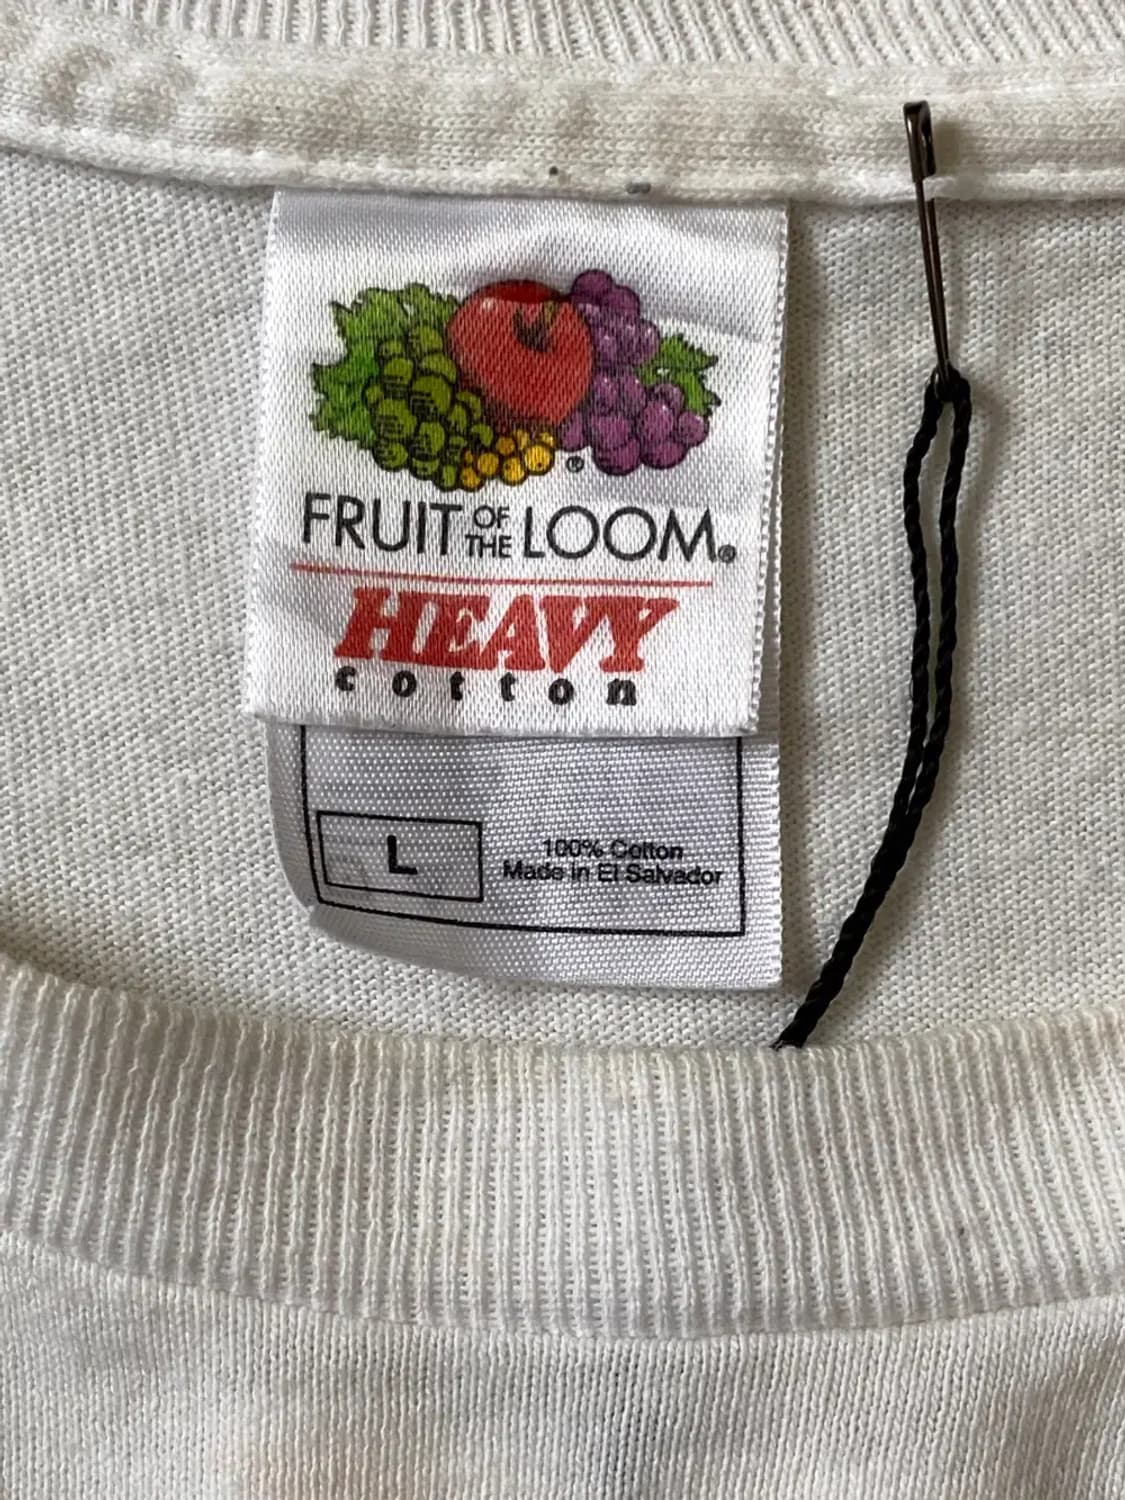 ®
FRUIT OF THE LOOM®
HEAVY
cotton
L
100% Cotton
Made in El Salvador